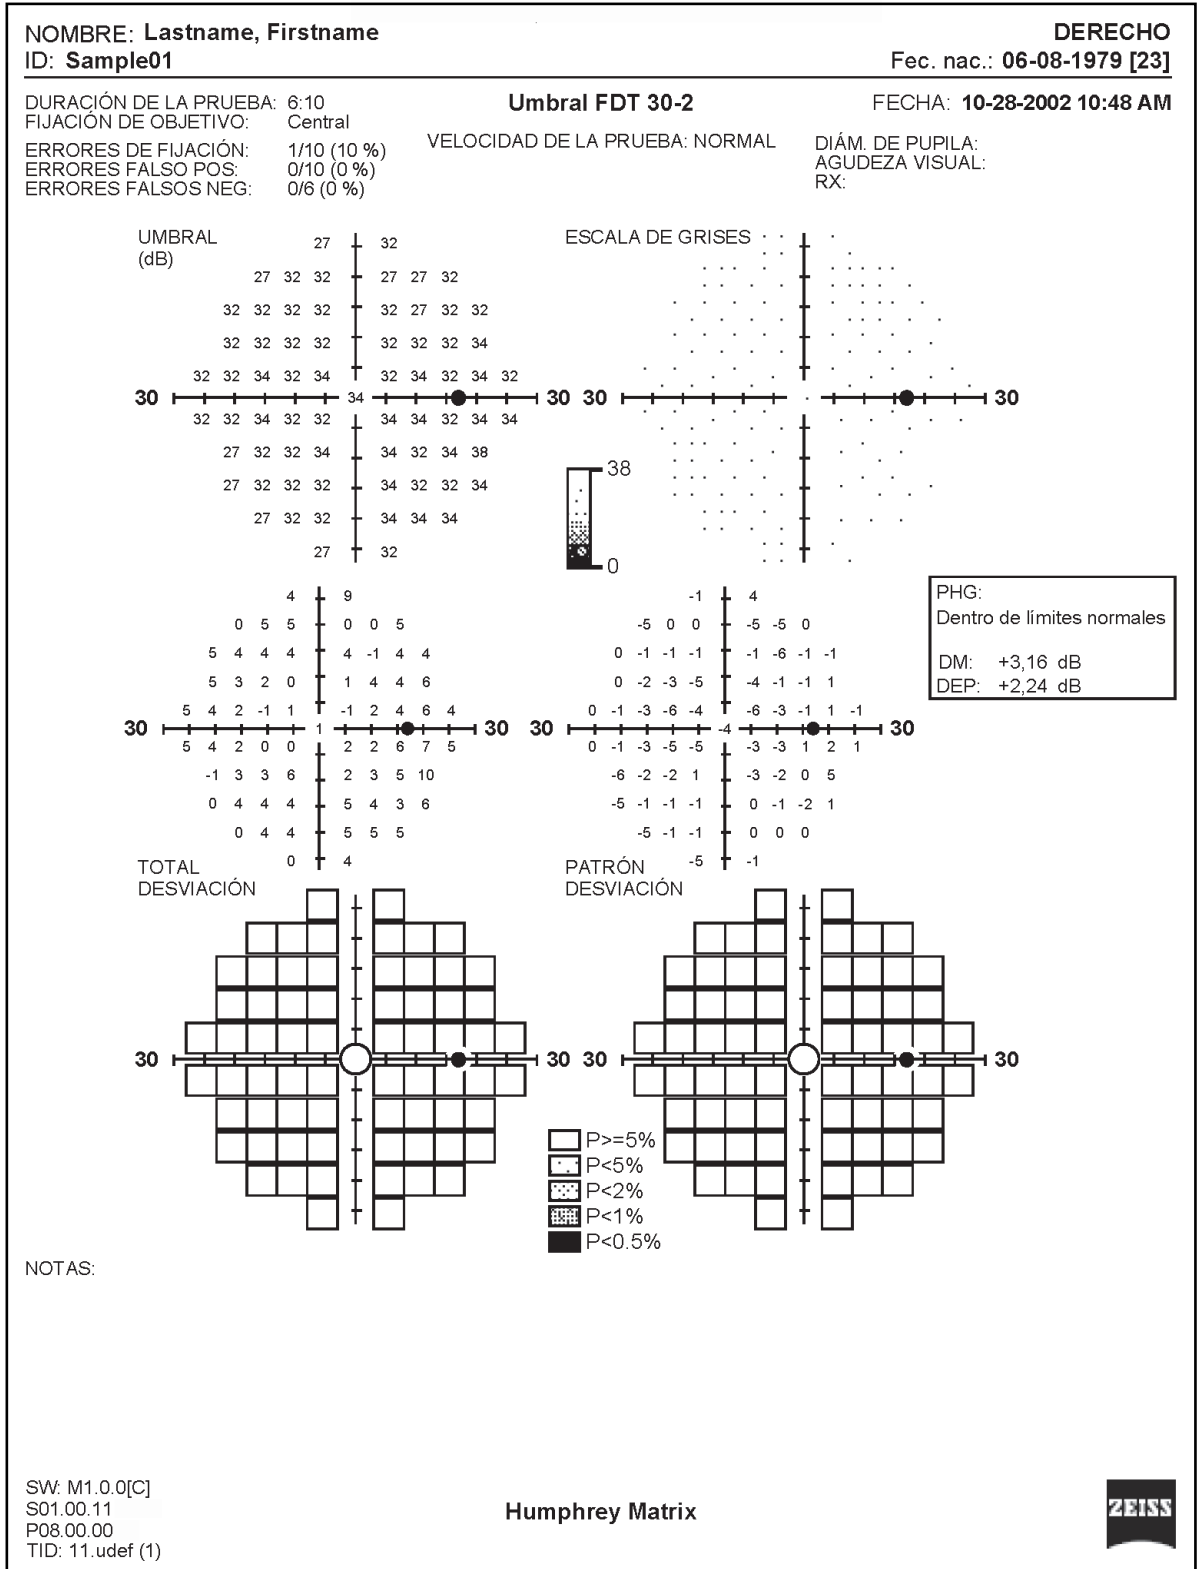 NOMBRE: Lastname, Firstname DERECHO
ID: Sample01 Fec. nac.: 06-08-1979 [23]
DURACIÓN DE LA PRUEBA: 6:10 Umbral FDT 30-2 FECHA: 10-28-2002 10:48 AM
FIJACIÓN DE OBJETIVO: Central
VELOCIDAD DE LA PRUEBA: NORMAL DIÁM. DE PUPILA:
ERRORES DE FIJACIÓN: 1/10 (10 %) AGUDEZA VISUAL:
ERRORES FALSO POS: 0/10 (0 %) RX:
ERRORES FALSOS NEG: 0/6 (0 %)
UMBRAL
(dB)
27 32
27 32 32 27 27 32
32 32 32 32 32 27 32 32
32 32 32 32 32 32 32 34
32 32 34 32 34 32 34 32 34 32
30 34 30
32 32 34 32 32 34 34 32 34 34
27 32 32 34 34 32 34 38
27 32 32 32 34 32 32 34
27 32 32 34 34 34
27 32
ESCALA DE GRISES
30 30
38
0
4 9
0 5 5 0 0 5
5 4 4 4 4 -1 4 4
5 3 2 0 1 4 4 6
5 4 2 -1 1 -1 2 4 6 4
30 1 30
5 4 2 0 0 2 2 6 7 5
-1 3 3 6 2 3 5 10
0 4 4 4 5 4 3 6
0 4 4 5 5 5
0 4
TOTAL
DESVIACIÓN
-1 4
-5 0 0 -5 -5 0
0 -1 -1 -1 -1 -6 -1 -1
0 -2 -3 -5 -4 -1 -1 1
0 -1 -3 -6 -4 -6 -3 -1 1 -1
30 -4 30
0 -1 -3 -5 -5 -3 -3 1 2 1
-6 -2 -2 1 -3 -2 0 5
-5 -1 -1 -1 0 -1 -2 1
-5 -1 -1 0 0 0
-5 -1
PATRÓN
DESVIACIÓN
PHG:
Dentro de límites normales
DM: +3,16 dB
DEP: +2,24 dB
30 30 30 30
P>=5%
P<5%
P<2%
P<1%
P<0.5%
NOTAS:
SW: M1.0.0[C]
S01.00.11
P08.00.00
TID: 11.udef (1)
Humphrey Matrix
ZEISS